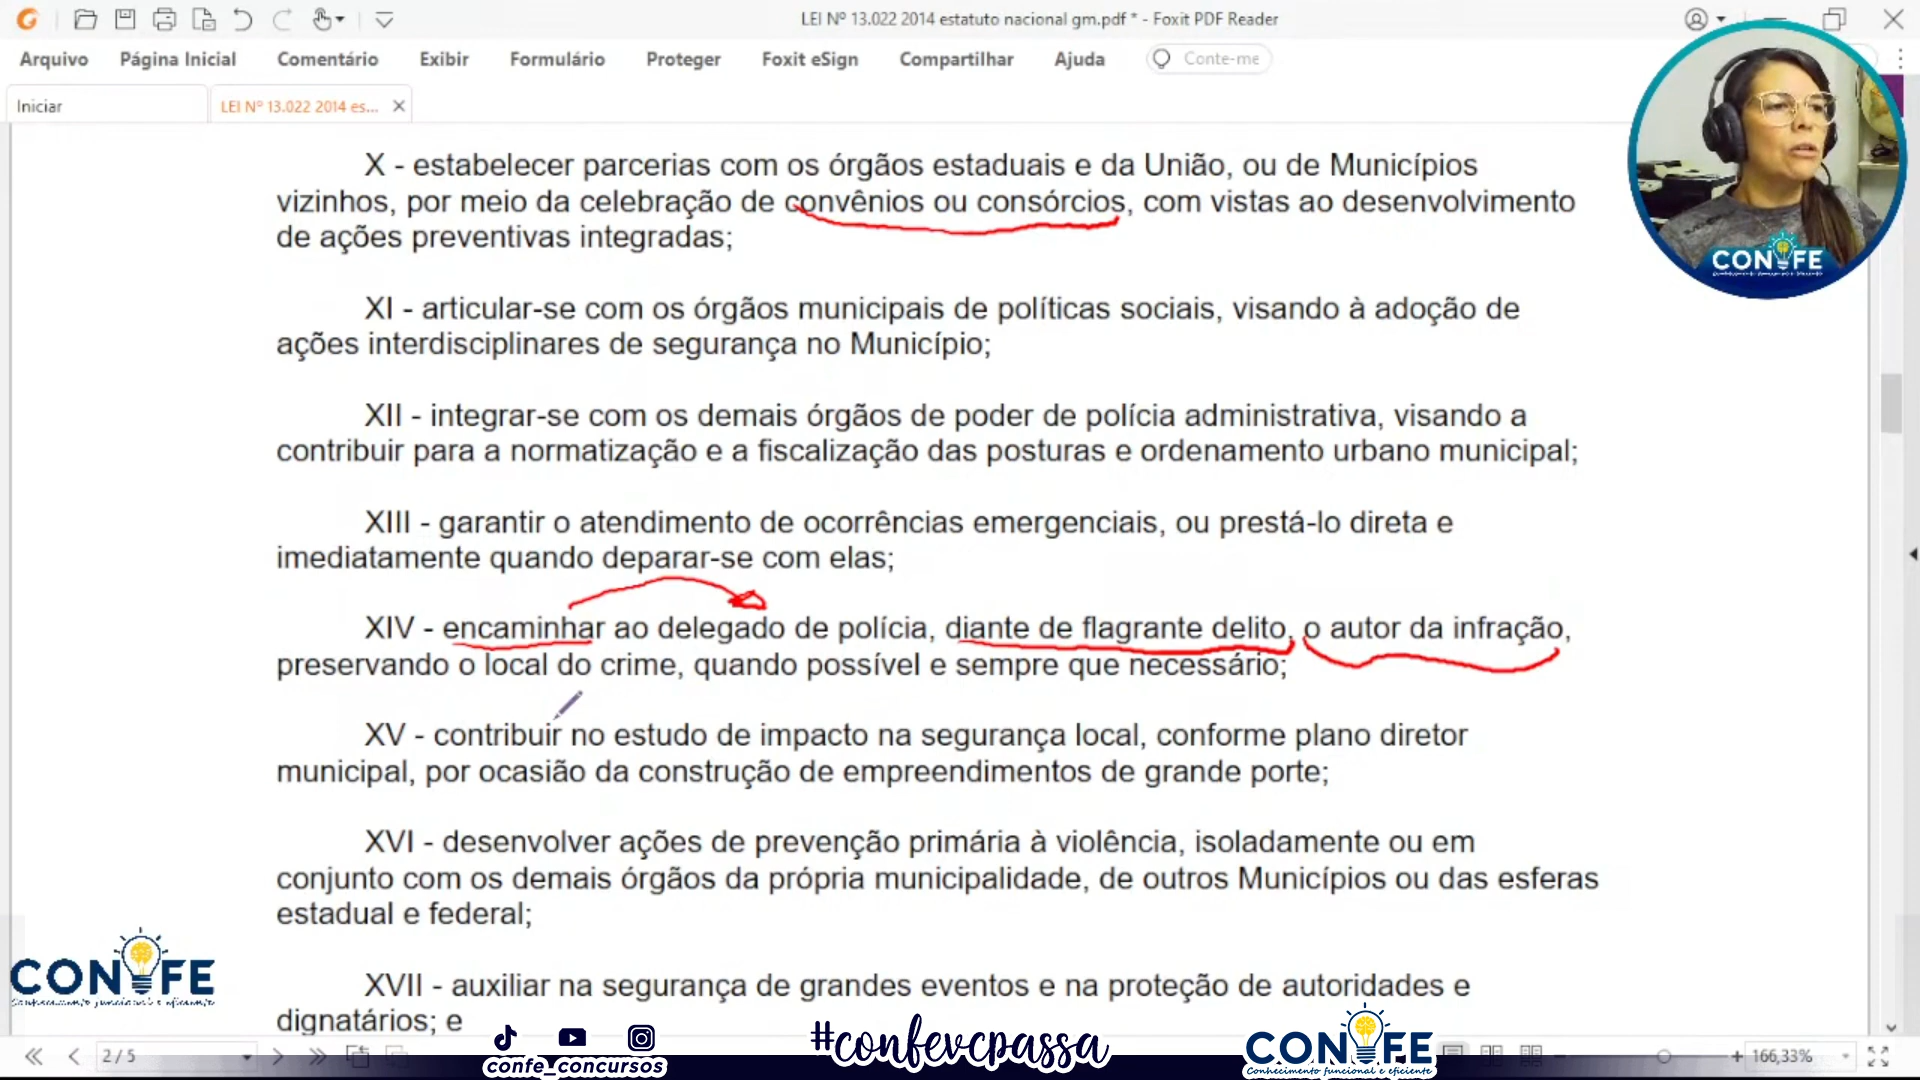 LEI Nº 13.022 2014 estatuto nacional gm.pdf * - Foxit PDF Reader
Arquivo Página Inicial Comentário Exibir Formulário Proteger Foxit eSign Compartilhar Ajuda Conte-me
Iniciar
LEI Nº 13.022 2014 es...
X - estabelecer parcerias com os órgãos estaduais e da União, ou de Municípios
vizinhos, por meio da celebração de convênios ou consórcios, com vistas ao desenvolvimento
de ações preventivas integradas;
XI - articular-se com os órgãos municipais de políticas sociais, visando à adoção de
ações interdisciplinares de segurança no Município;
XII - integrar-se com os demais órgãos de poder de polícia administrativa, visando a
contribuir para a normatização e a fiscalização das posturas e ordenamento urbano municipal;
XIII - garantir o atendimento de ocorrências emergenciais, ou prestá-lo direta e
imediatamente quando deparar-se com elas;
XIV - encaminhar ao delegado de polícia, diante de flagrante delito, o autor da infração,
preservando o local do crime, quando possível e sempre que necessário;
XV - contribuir no estudo de impacto na segurança local, conforme plano diretor
municipal, por ocasião da construção de empreendimentos de grande porte;
XVI - desenvolver ações de prevenção primária à violência, isoladamente ou em
conjunto com os demais órgãos da própria municipalidade, de outros Municípios ou das esferas
estadual e federal;
XVII - auxiliar na segurança de grandes eventos e na proteção de autoridades e
dignatários; e
CONFE
CONFE
Conhecimento funcional e eficiente
confe_concursos
#confevcpassa
CONFE
Conhecimento funcional e eficiente
2 / 5
166,33%